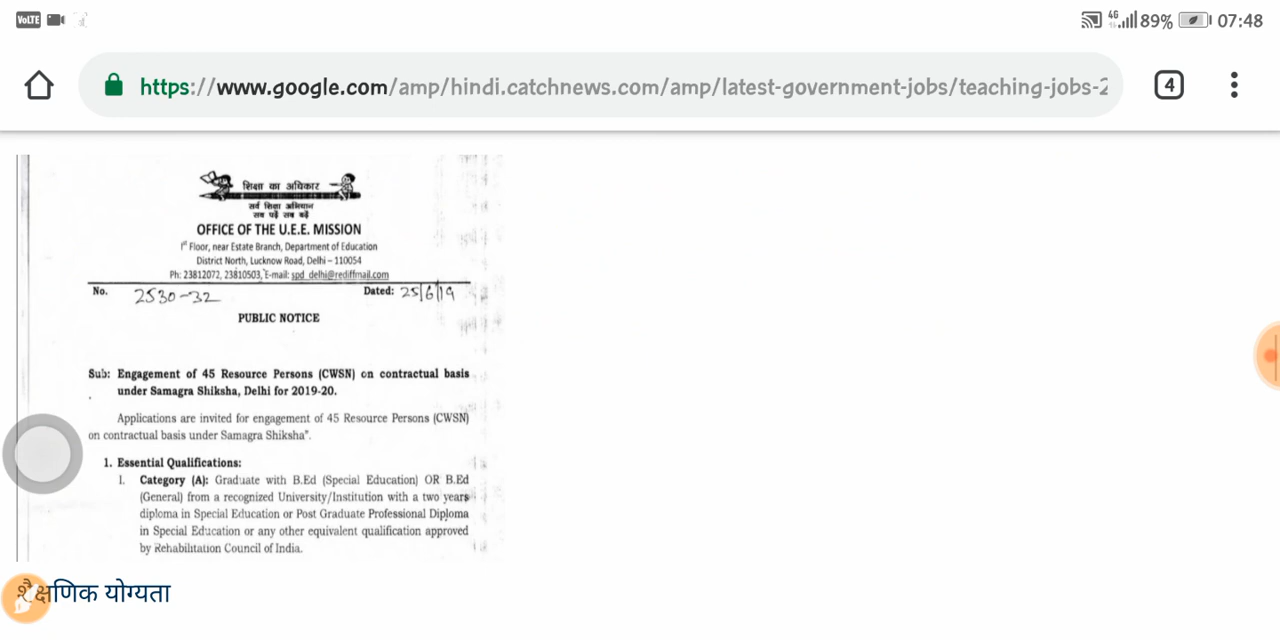 VoLTE 4G 89% 07:48
https://www.google.com/amp/hindi.catchnews.com/amp/latest-government-jobs/teaching-jobs-2
4
शिक्षा का अधिकार
सर्व शिक्षा अभियान
सब पढ़ें सब बढ़ें
OFFICE OF THE U.E.E. MISSION
1st Floor, near Estate Branch, Department of Education
District North, Lucknow Road, Delhi – 110054
Ph: 23812072, 23810503, E-mail: spd_delhi@rediffmail.com
No. 2530-32 Dated: 25/6/19
PUBLIC NOTICE
Sub: Engagement of 45 Resource Persons (CWSN) on contractual basis
under Samagra Shiksha, Delhi for 2019-20.
Applications are invited for engagement of 45 Resource Persons (CWSN)
on contractual basis under Samagra Shiksha".
1. Essential Qualifications:
I. Category (A): Graduate with B.Ed (Special Education) OR B.Ed
(General) from a recognized University/Institution with a two years
diploma in Special Education or Post Graduate Professional Diploma
in Special Education or any other equivalent qualification approved
by Rehabilitation Council of India.
शैक्षणिक योग्यता